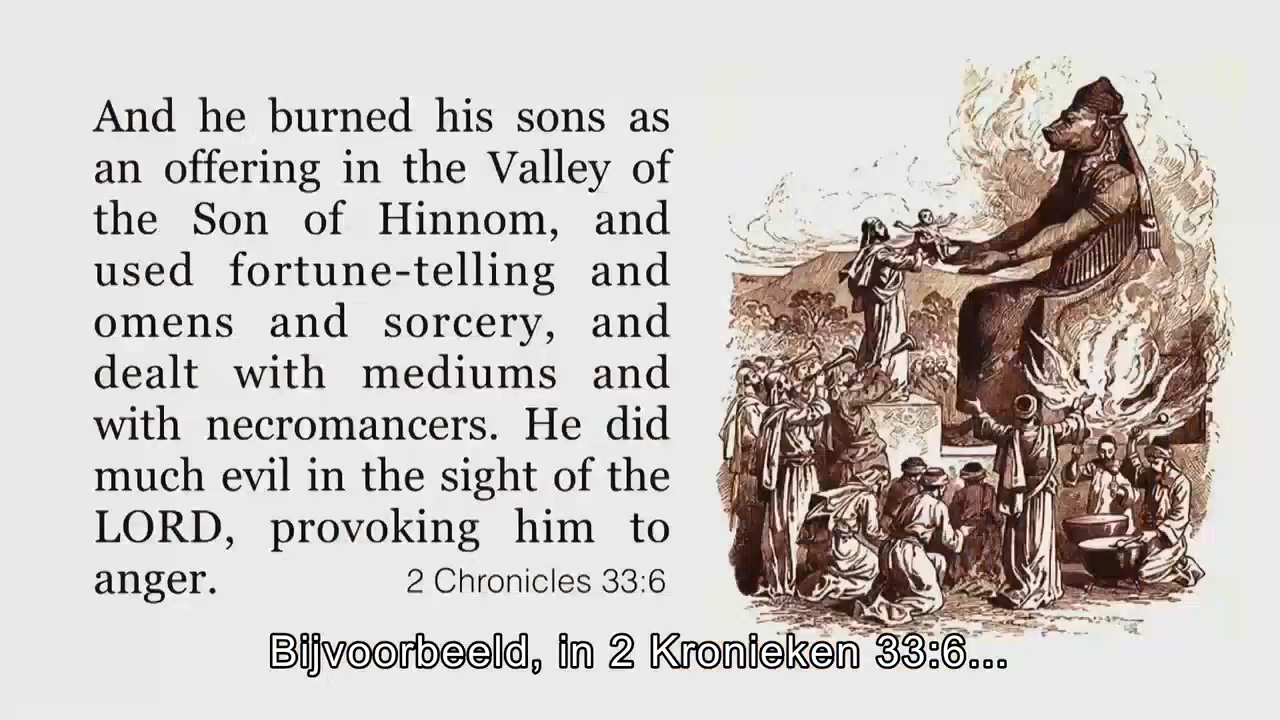 And he burned his sons as
an offering in the Valley of
the Son of Hinnom, and
used fortune-telling and
omens and sorcery, and
dealt with mediums and
with necromancers. He did
much evil in the sight of the
LORD, provoking him to
anger.
2 Chronicles 33:6
Bijvoorbeeld, in 2 Kronieken 33:6...